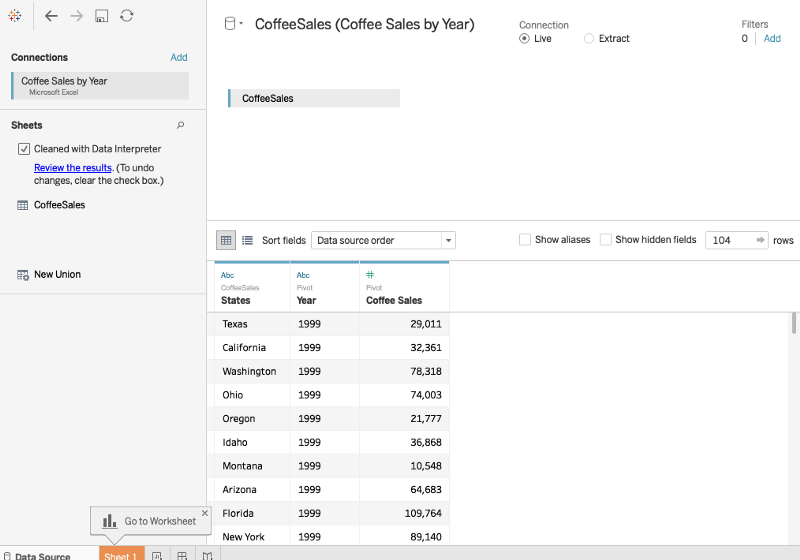 CoffeeSales (Coffee Sales by Year)
Connection
Live
Extract
Filters
0 Add
Connections
Add
Coffee Sales by Year
Microsoft Excel
CoffeeSales
Sheets
Cleaned with Data Interpreter
Review the results. (To undo
changes, clear the check box.)
CoffeeSales
New Union
Sort fields
Data source order
Show aliases
Show hidden fields
104
rows
Abc Abc #
CoffeeSales Pivot Pivot
States Year Coffee Sales
Texas 1999 29,011
California 1999 32,361
Washington 1999 78,318
Ohio 1999 74,003
Oregon 1999 21,777
Idaho 1999 36,868
Montana 1999 10,548
Arizona 1999 64,683
Florida 1999 109,764
New York 1999 89,140
Go to Worksheet
Data Source
Sheet 1